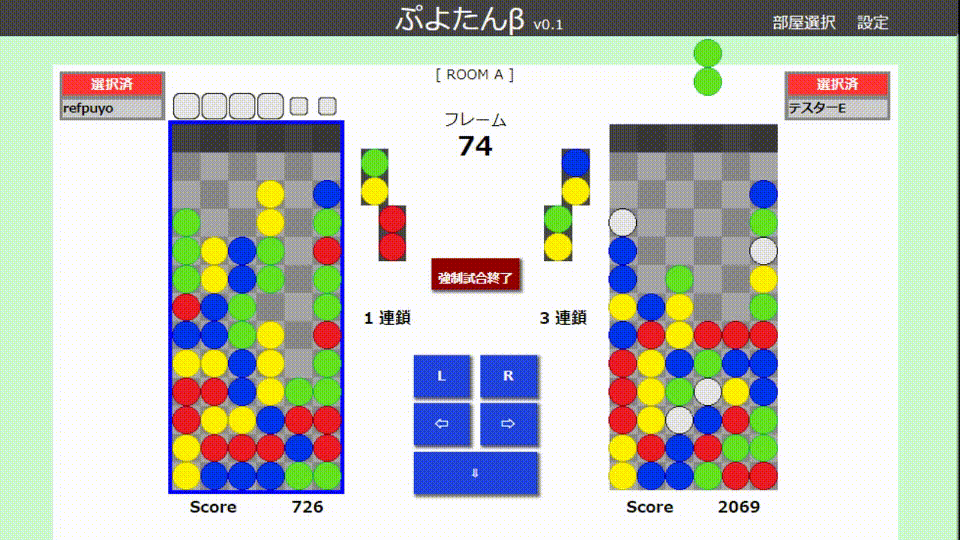 ぷよたんβ v0.1
部屋選択 設定
[ ROOM A ]
選択済
refpuyo
選択済
テスターE
フレーム
74
強制試合終了
1 連鎖
3 連鎖
L
R
⇦
⇨
⇩
Score 726
Score 2069